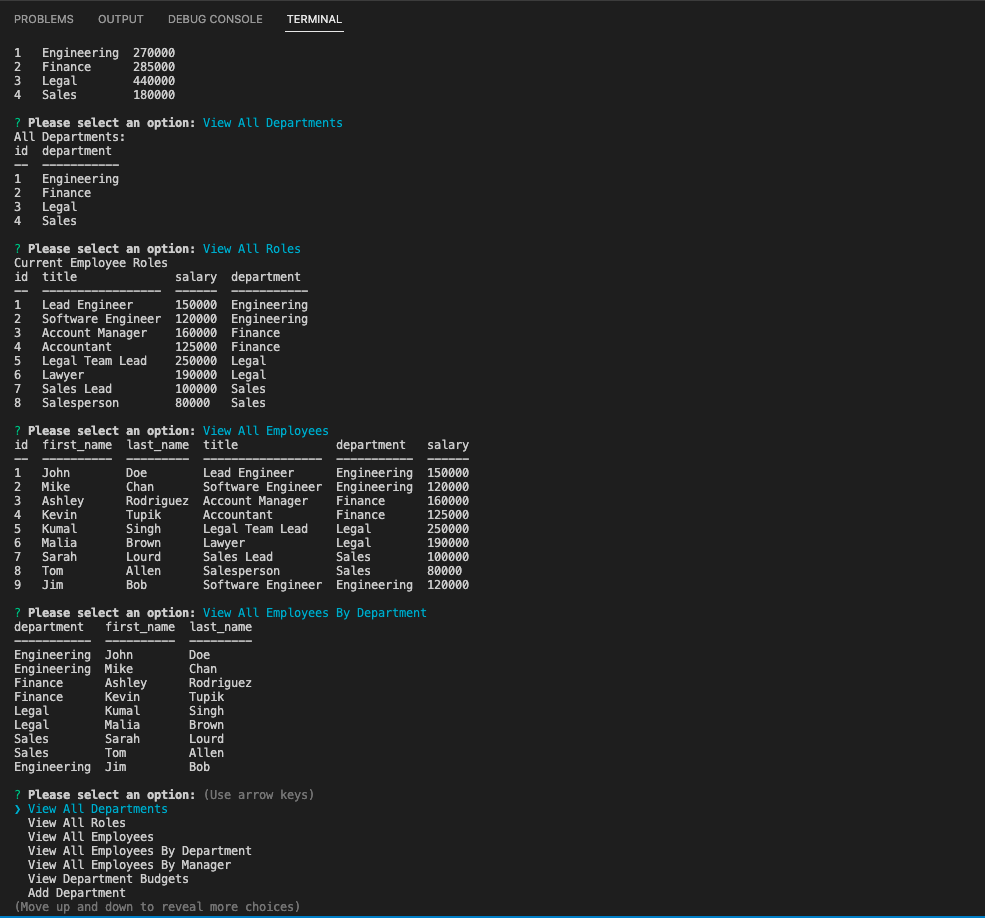 PROBLEMS OUTPUT DEBUG CONSOLE TERMINAL
1 Engineering 270000
2 Finance 285000
3 Legal 440000
4 Sales 180000
? Please select an option: View All Departments
All Departments:
id department
-- -----------
1 Engineering
2 Finance
3 Legal
4 Sales
? Please select an option: View All Roles
Current Employee Roles
id title salary department
-- ----------------- ------ -----------
1 Lead Engineer 150000 Engineering
2 Software Engineer 120000 Engineering
3 Account Manager 160000 Finance
4 Accountant 125000 Finance
5 Legal Team Lead 250000 Legal
6 Lawyer 190000 Legal
7 Sales Lead 100000 Sales
8 Salesperson 80000 Sales
? Please select an option: View All Employees
id first_name last_name title department salary
-- ---------- --------- ----------------- ----------- ------
1 John Doe Lead Engineer Engineering 150000
2 Mike Chan Software Engineer Engineering 120000
3 Ashley Rodriguez Account Manager Finance 160000
4 Kevin Tupik Accountant Finance 125000
5 Kumal Singh Legal Team Lead Legal 250000
6 Malia Brown Lawyer Legal 190000
7 Sarah Lourd Sales Lead Sales 100000
8 Tom Allen Salesperson Sales 80000
9 Jim Bob Software Engineer Engineering 120000
? Please select an option: View All Employees By Department
department first_name last_name
----------- ---------- ---------
Engineering John Doe
Engineering Mike Chan
Finance Ashley Rodriguez
Finance Kevin Tupik
Legal Kumal Singh
Legal Malia Brown
Sales Sarah Lourd
Sales Tom Allen
Engineering Jim Bob
? Please select an option: (Use arrow keys)
❯ View All Departments
View All Roles
View All Employees
View All Employees By Department
View All Employees By Manager
View Department Budgets
Add Department
(Move up and down to reveal more choices)